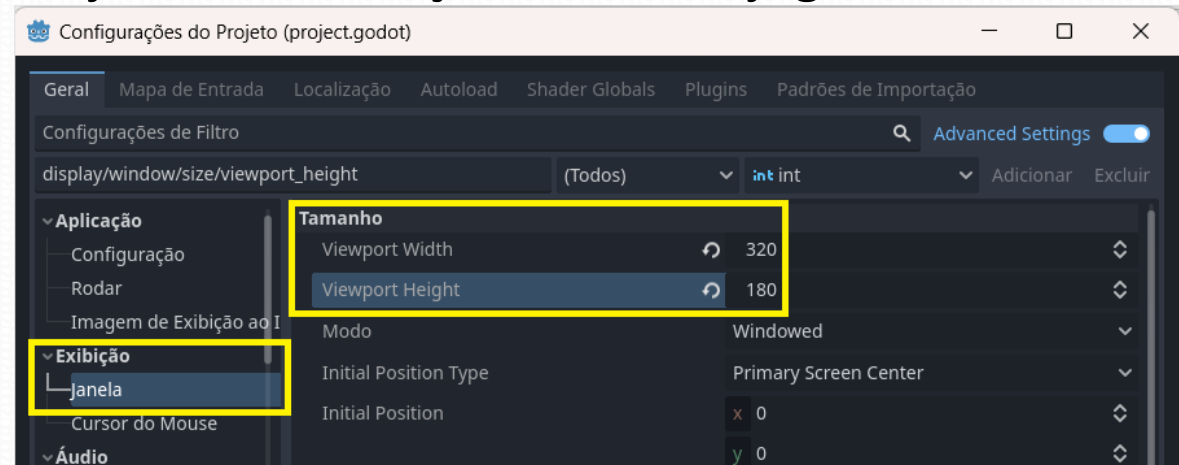 Configurações do Projeto (project.godot)
Geral Mapa de Entrada Localização Autoload Shader Globals Plugins Padrões de Importação
Configurações de Filtro Advanced Settings
display/window/size/viewport_height (Todos) int int Adicionar Excluir
Aplicação
Configuração
Rodar
Imagem de Exibição ao I
Exibição
Janela
Cursor do Mouse
Áudio
Tamanho
Viewport Width 320
Viewport Height 180
Modo Windowed
Initial Position Type Primary Screen Center
Initial Position x 0
y 0